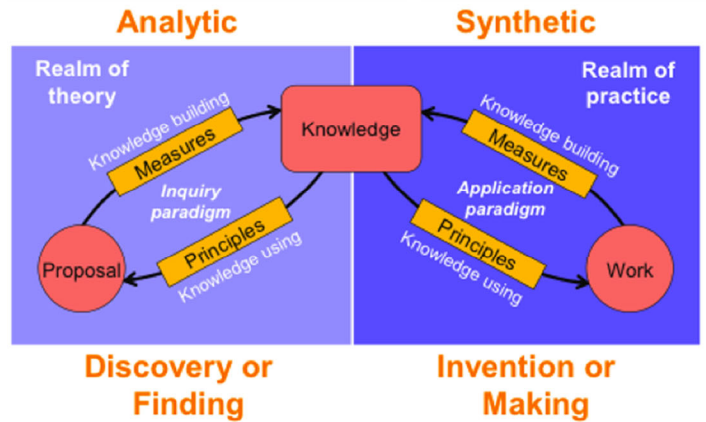 Analytic
Synthetic
Realm of
theory
Realm of
practice
Knowledge building
Measures
Knowledge
Knowledge building
Measures
Inquiry
paradigm
Application
paradigm
Proposal
Principles
Knowledge using
Principles
Knowledge using
Work
Discovery or
Finding
Invention or
Making